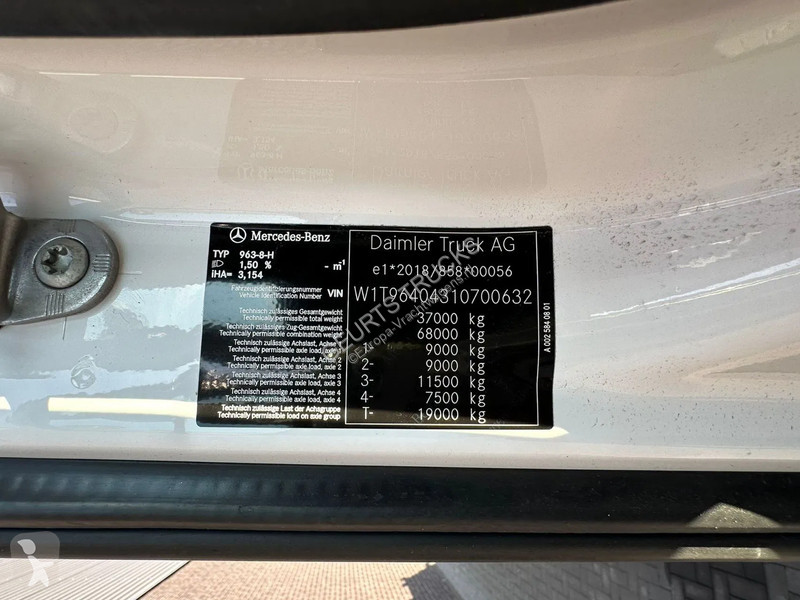 Mercedes-Benz
TYP 963-8-H
1,50 % - m⁻¹
iHA= 3,154
Fahrzeugidentifizierungsnummer
Vehicle Identification Number VIN
Daimler Truck AG
e1*2018/858*00056
W1T96404310700632
Technisch zulässiges Gesamtgewicht
Technically permissible total weight 37000 kg
Technisch zulässiges Zug-Gesamtgewicht
Technically permissible combination weight 68000 kg
Technisch zulässige Achslast, Achse 1
Technically permissible axle load, axle 1 1- 9000 kg
Technisch zulässige Achslast, Achse 2
Technically permissible axle load, axle 2 2- 9000 kg
Technisch zulässige Achslast, Achse 3
Technically permissible axle load, axle 3 3- 11500 kg
Technisch zulässige Achslast, Achse 4
Technically permissible axle load, axle 4 4- 7500 kg
Technisch zulässige Last der Achsgruppe
Technically permissible load on axle group T- 19000 kg
A 002 584 08 01
GEURTS TRUCKS
©Europa-Vrachtwagens